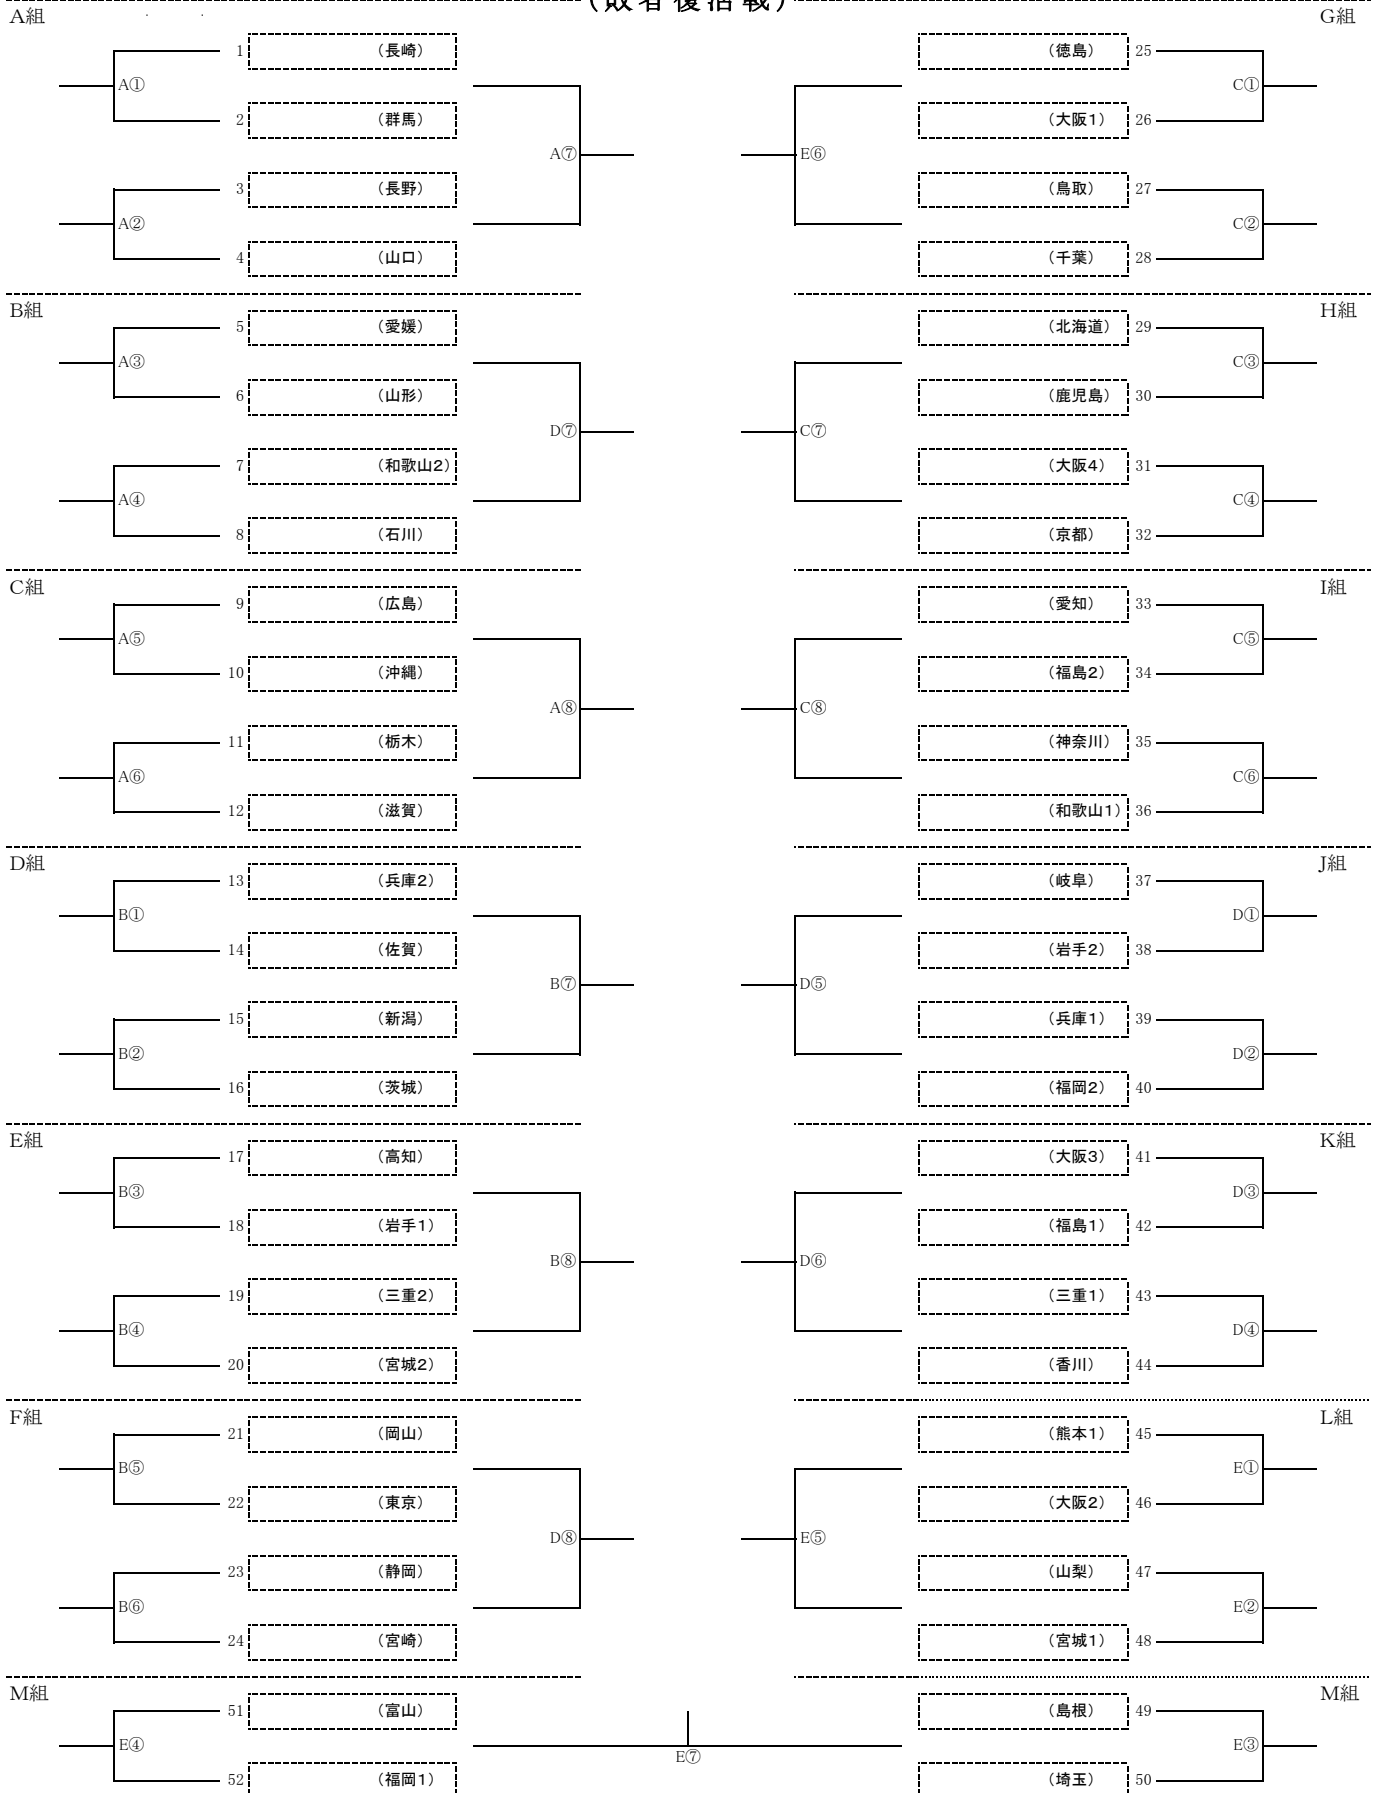 （敗者復活戦）
A組
1 （長崎）
A①
2 （群馬）
A⑦
3 （長野）
A②
4 （山口）
B組
5 （愛媛）
A③
6 （山形）
D⑦
7 （和歌山2）
A④
8 （石川）
C組
9 （広島）
A⑤
10 （沖縄）
A⑧
11 （栃木）
A⑥
12 （滋賀）
D組
13 （兵庫2）
B①
14 （佐賀）
B⑦
15 （新潟）
B②
16 （茨城）
E組
17 （高知）
B③
18 （岩手1）
B⑧
19 （三重2）
B④
20 （宮城2）
F組
21 （岡山）
B⑤
22 （東京）
D⑧
23 （静岡）
B⑥
24 （宮崎）
M組
51 （富山）
E④
52 （福岡1）
E⑦
G組
（徳島） 25
C①
（大阪1） 26
E⑥
（鳥取） 27
C②
（千葉） 28
H組
（北海道） 29
C③
（鹿児島） 30
C⑦
（大阪4） 31
C④
（京都） 32
I組
（愛知） 33
C⑤
（福島2） 34
C⑧
（神奈川） 35
C⑥
（和歌山1） 36
J組
（岐阜） 37
D①
（岩手2） 38
D⑤
（兵庫1） 39
D②
（福岡2） 40
K組
（大阪3） 41
D③
（福島1） 42
D⑥
（三重1） 43
D④
（香川） 44
L組
（熊本1） 45
E①
（大阪2） 46
E⑤
（山梨） 47
E②
（宮城1） 48
M組
（島根） 49
E③
（埼玉） 50